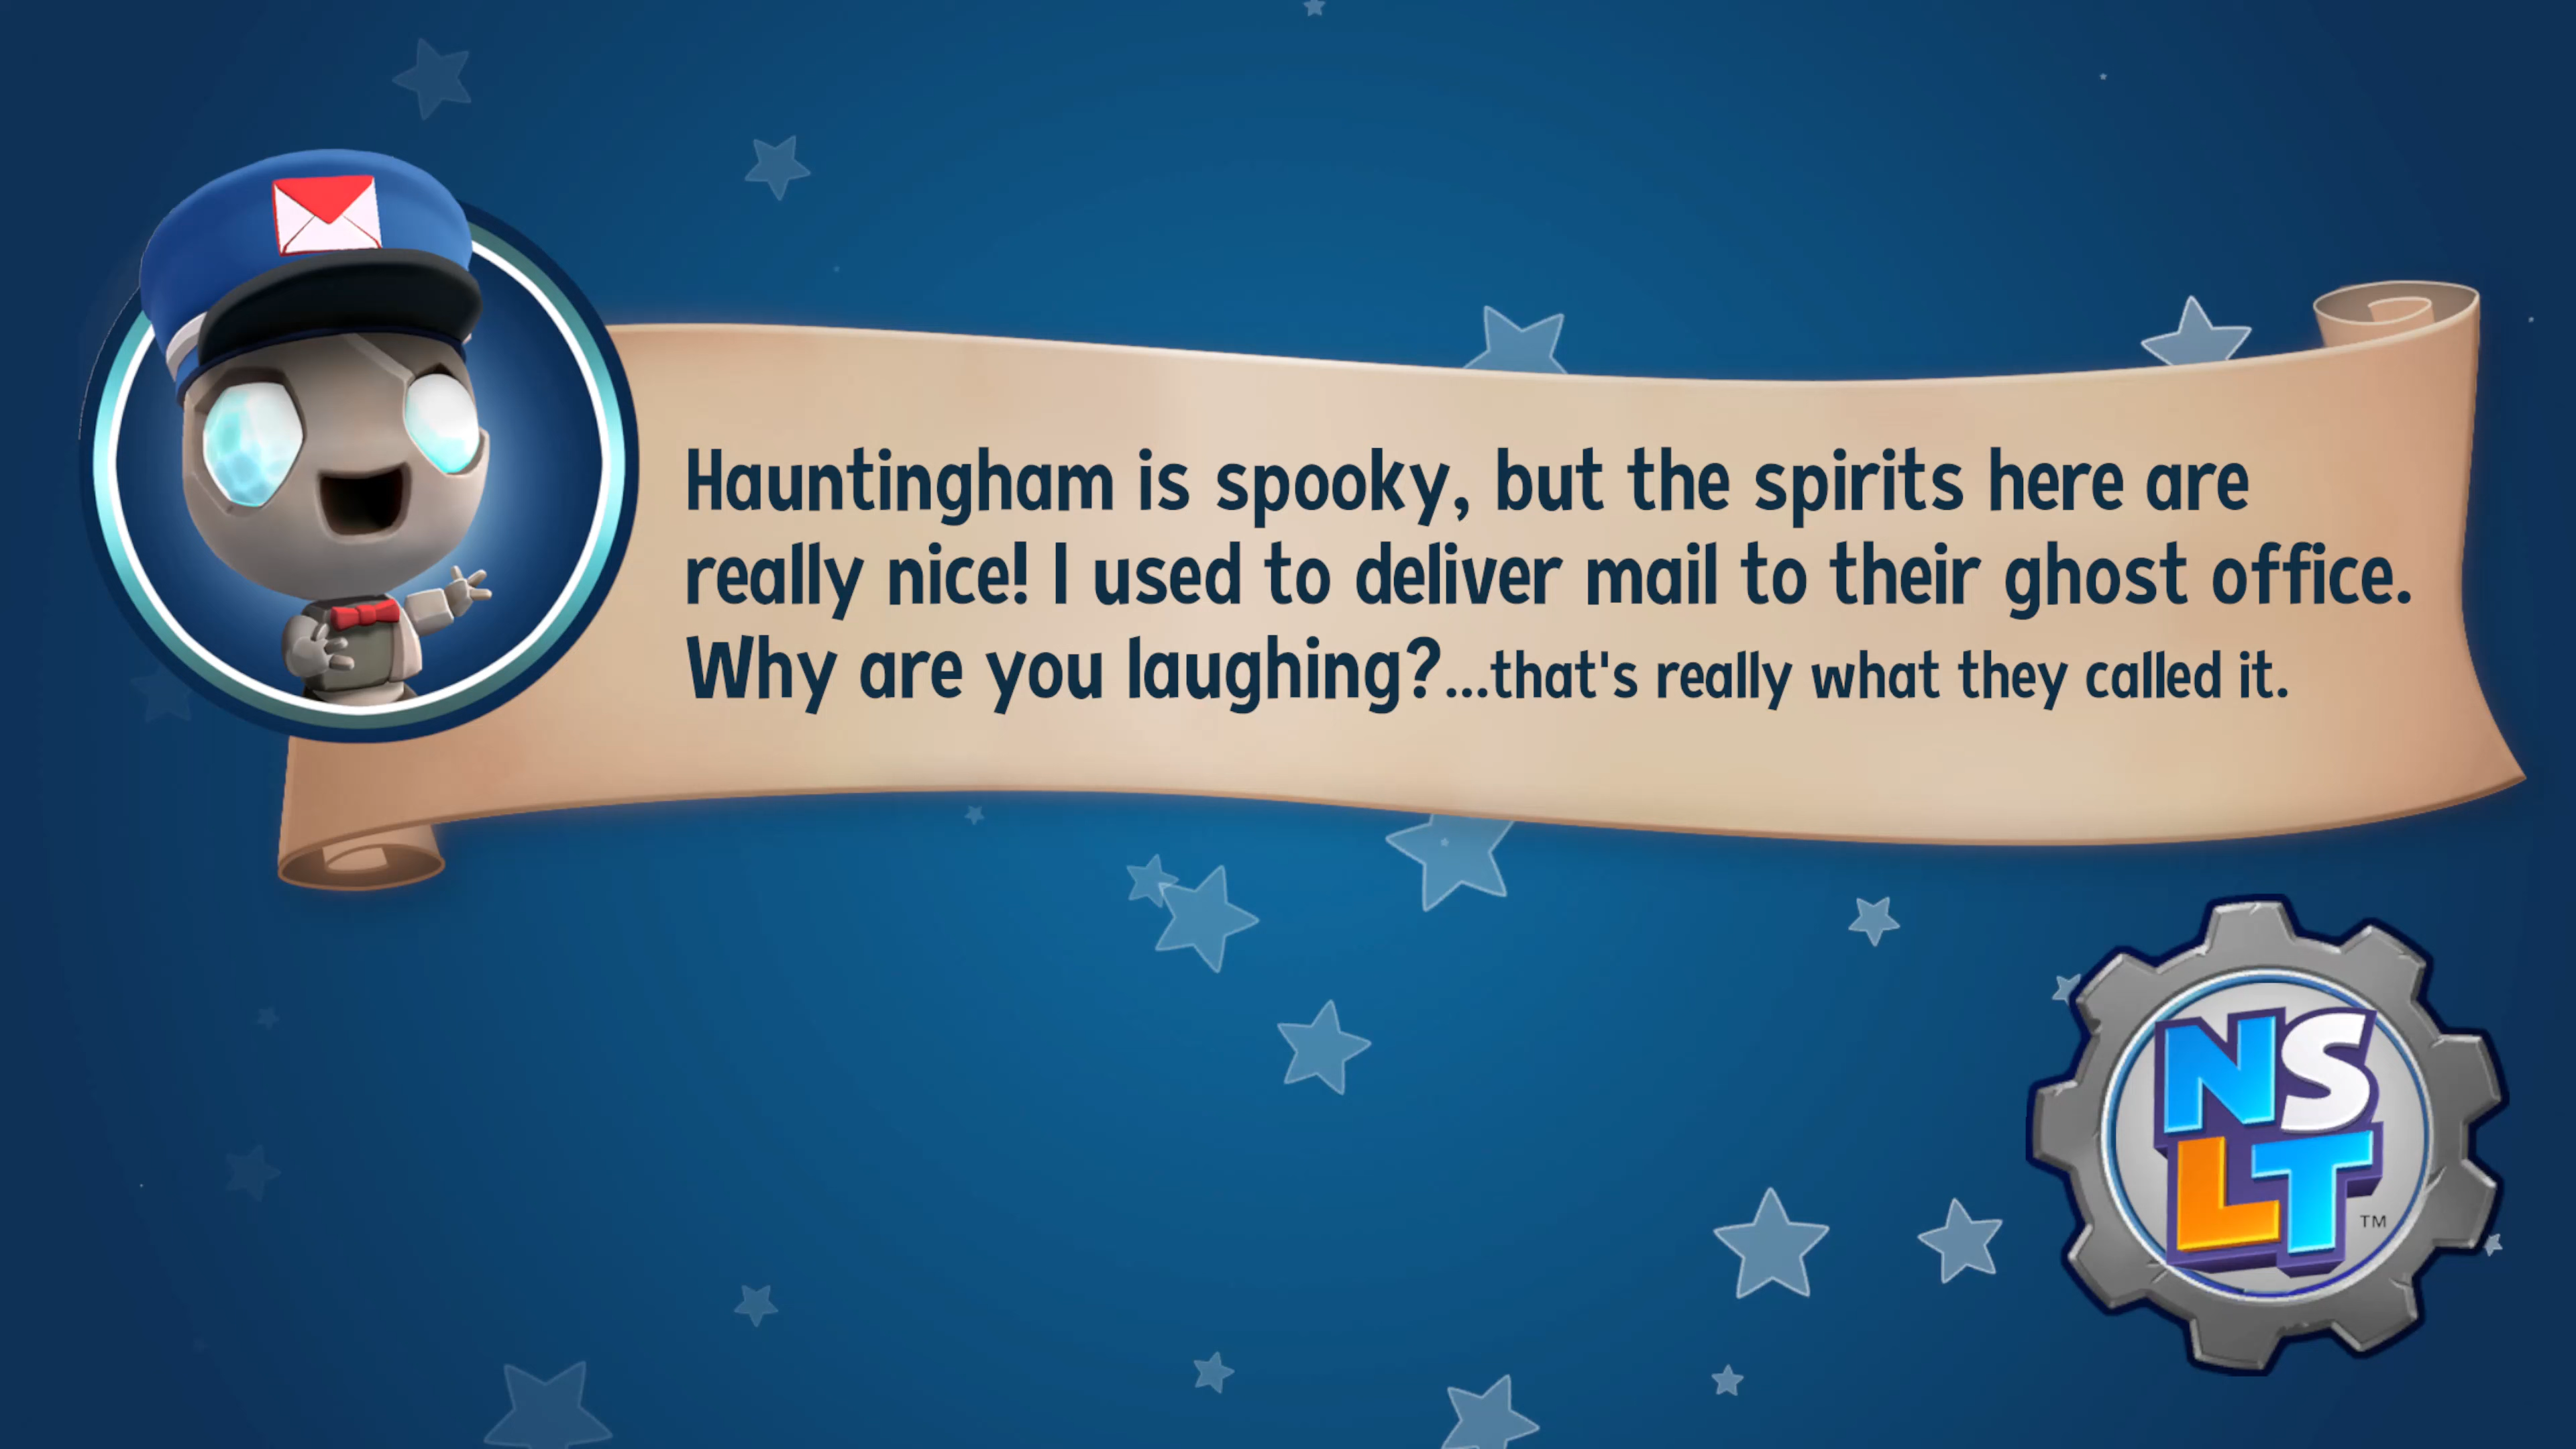 Hauntingham is spooky, but the spirits here are
really nice! I used to deliver mail to their ghost office.
Why are you laughing?...that's really what they called it.
NS
LT
TM